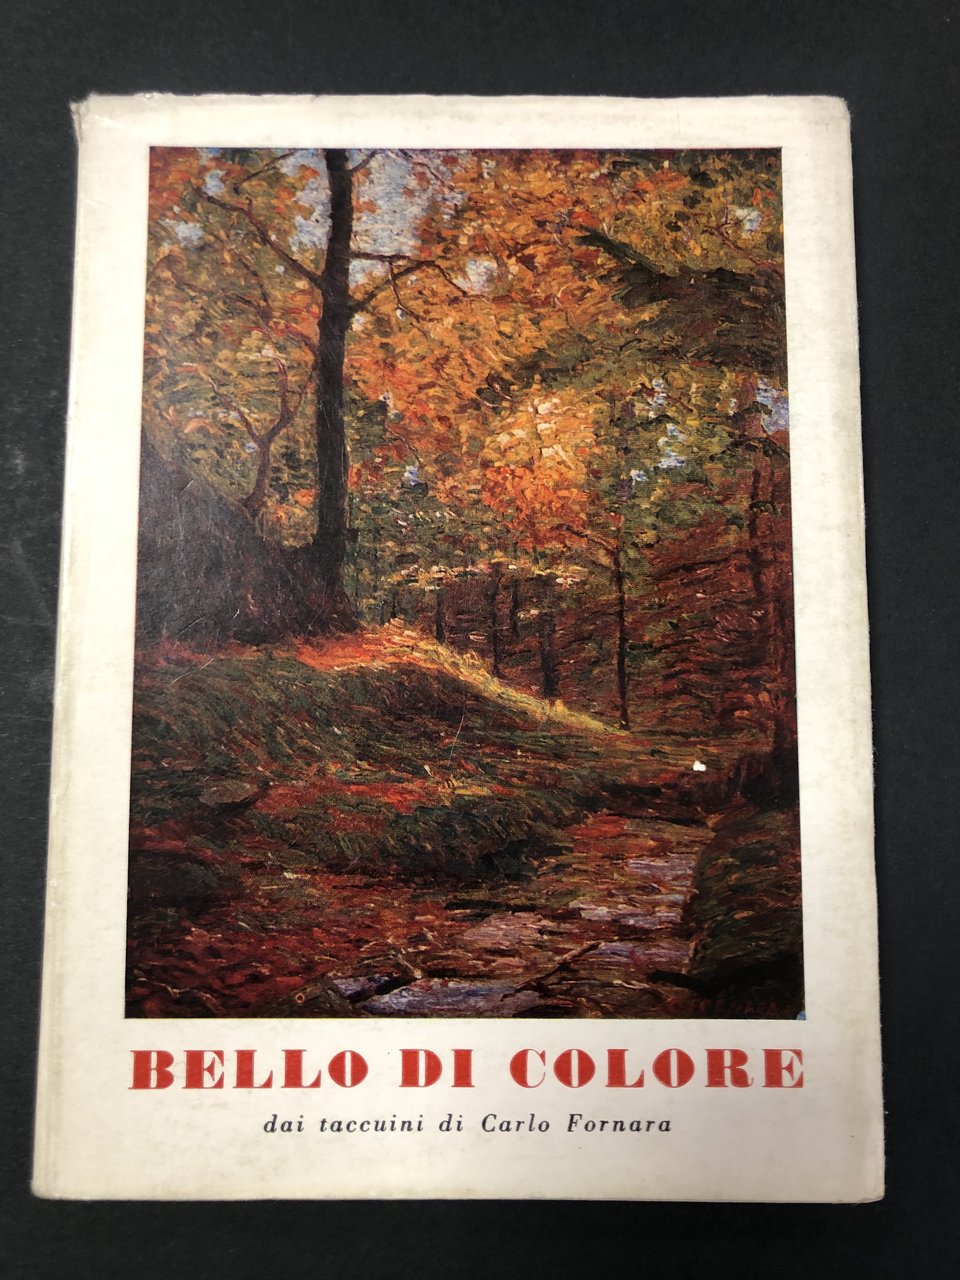 BELLO DI COLORE
dai taccuini di Carlo Fornara